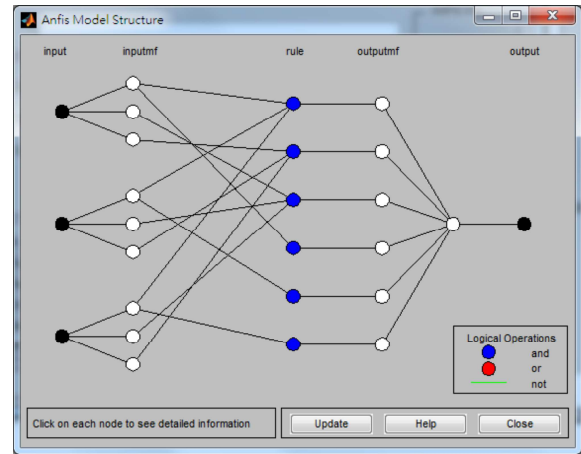 Anfis Model Structure
input inputmf rule outputmf output
Logical Operations
and
or
not
Click on each node to see detailed information Update Help Close